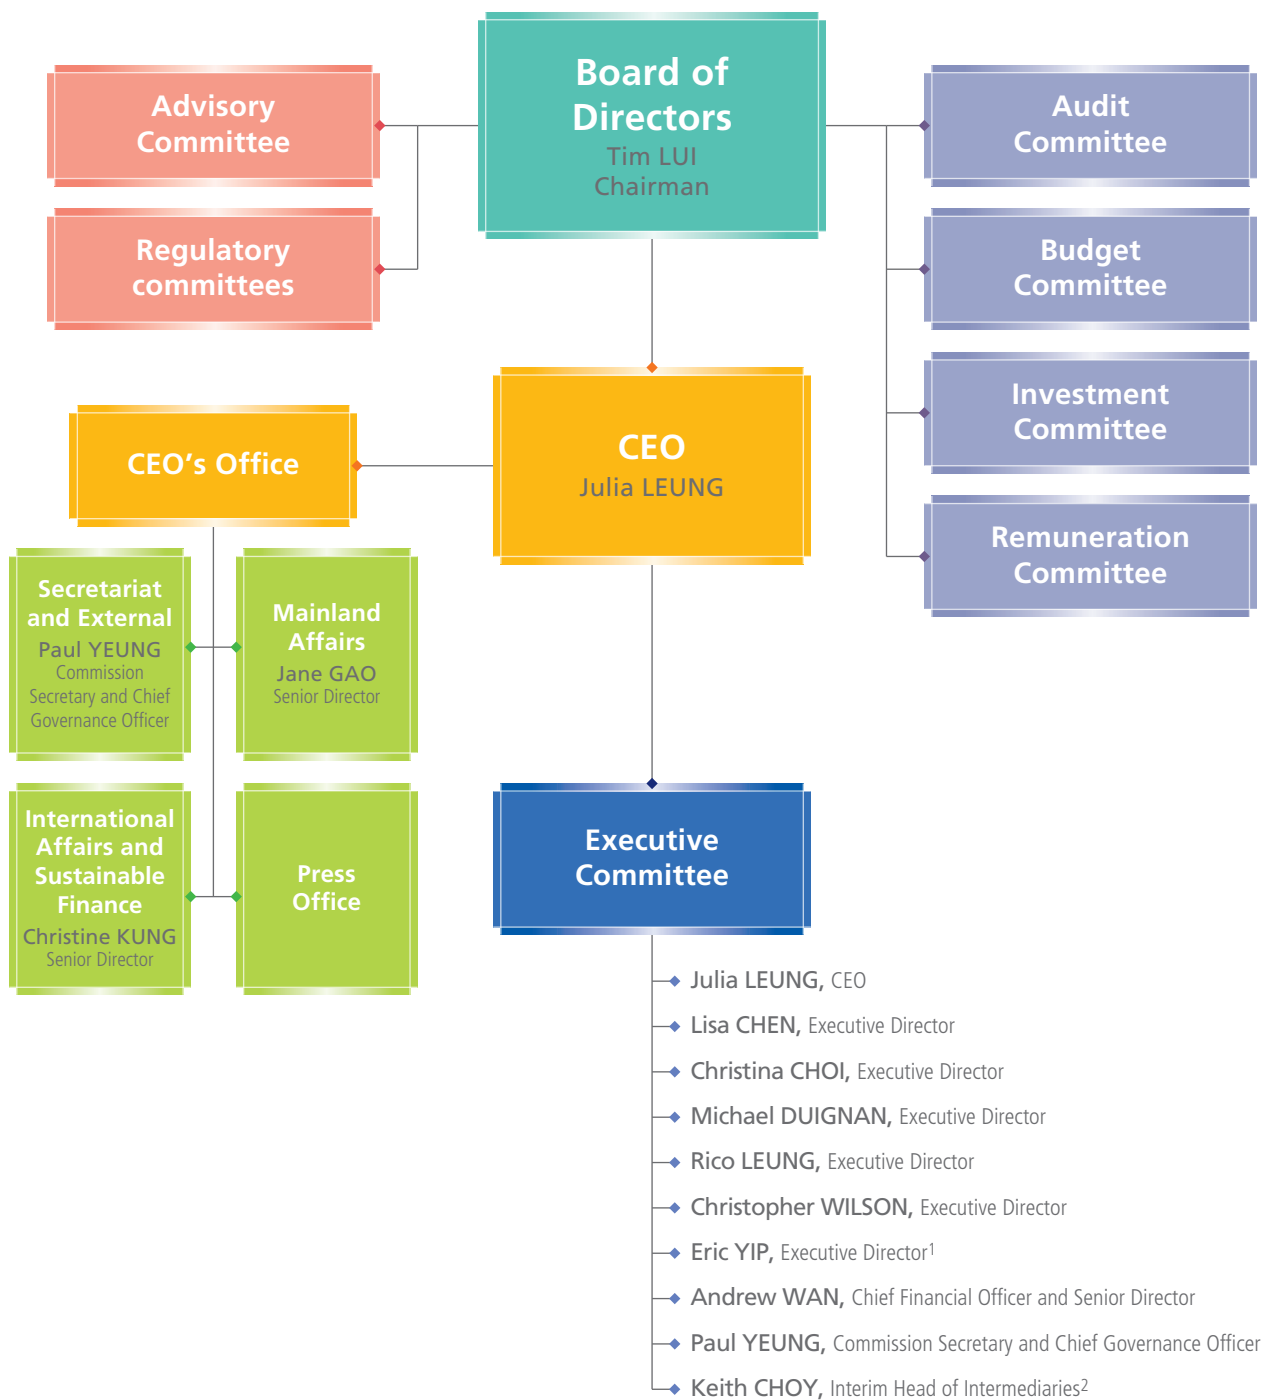 Board of
Directors
Tim LUI
Chairman
Advisory
Committee
Regulatory
committees
Audit
Committee
Budget
Committee
Investment
Committee
Remuneration
Committee
CEO
Julia LEUNG
CEO’s Office
Secretariat
and External
Paul YEUNG
Commission
Secretary and Chief
Governance Officer
Mainland
Affairs
Jane GAO
Senior Director
International
Affairs and
Sustainable
Finance
Christine KUNG
Senior Director
Press
Office
Executive
Committee
Julia LEUNG, CEO
Lisa CHEN, Executive Director
Christina CHOI, Executive Director
Michael DUIGNAN, Executive Director
Rico LEUNG, Executive Director
Christopher WILSON, Executive Director
Eric YIP, Executive Director1
Andrew WAN, Chief Financial Officer and Senior Director
Paul YEUNG, Commission Secretary and Chief Governance Officer
Keith CHOY, Interim Head of Intermediaries2